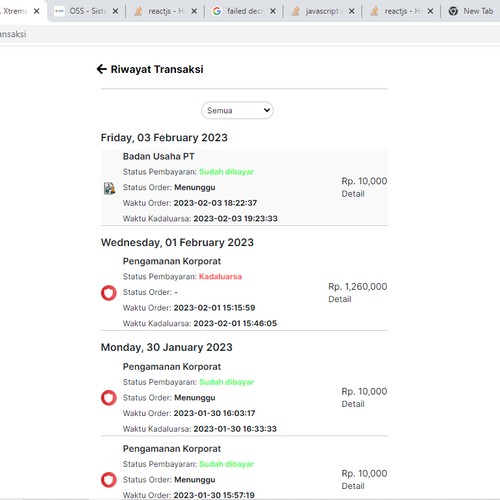 Xtreme
OSS - Siste
reactjs - H
failed decr
javascript
reactjs - H
New Tab
ansaksi
Riwayat Transaksi
Semua
Friday, 03 February 2023
Badan Usaha PT
Status Pembayaran: Sudah dibayar
Status Order: Menunggu
Waktu Order: 2023-02-03 18:22:37
Waktu Kadaluarsa: 2023-02-03 19:23:33
Rp. 10,000
Detail
Wednesday, 01 February 2023
Pengamanan Korporat
Status Pembayaran: Kadaluarsa
Status Order: -
Waktu Order: 2023-02-01 15:15:59
Waktu Kadaluarsa: 2023-02-01 15:46:05
Rp. 1,260,000
Detail
Monday, 30 January 2023
Pengamanan Korporat
Status Pembayaran: Sudah dibayar
Status Order: Menunggu
Waktu Order: 2023-01-30 16:03:17
Waktu Kadaluarsa: 2023-01-30 16:33:33
Rp. 10,000
Detail
Pengamanan Korporat
Status Pembayaran: Sudah dibayar
Status Order: Menunggu
Waktu Order: 2023-01-30 15:57:19
Rp. 10,000
Detail